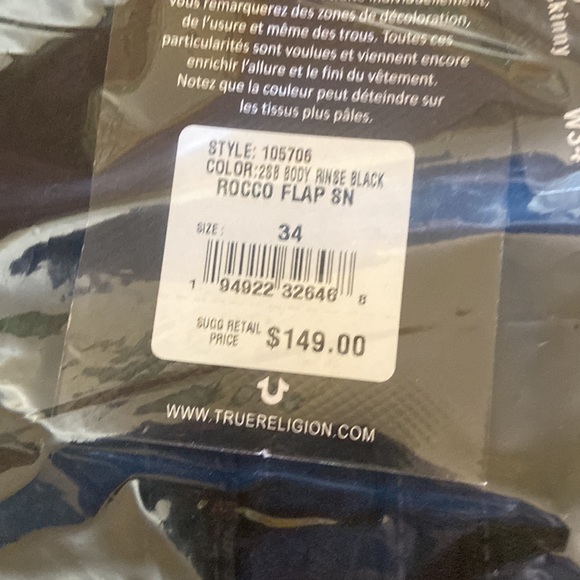 vous remarquerez des zones de décoloration,
de l'usure et même des trous. Toutes ces
particularités sont voulues et viennent encore
enrichir l'allure et le fini du vêtement.
Notez que la couleur peut déteindre sur
les tissus plus pâles.
STYLE: 105706
COLOR:2SB BODY RINSE BLACK
ROCCO FLAP SN
SIZE: 34
1 94922 32646 8
SUGG RETAIL
PRICE $149.00
WWW.TRUERELIGION.COM
Skinny